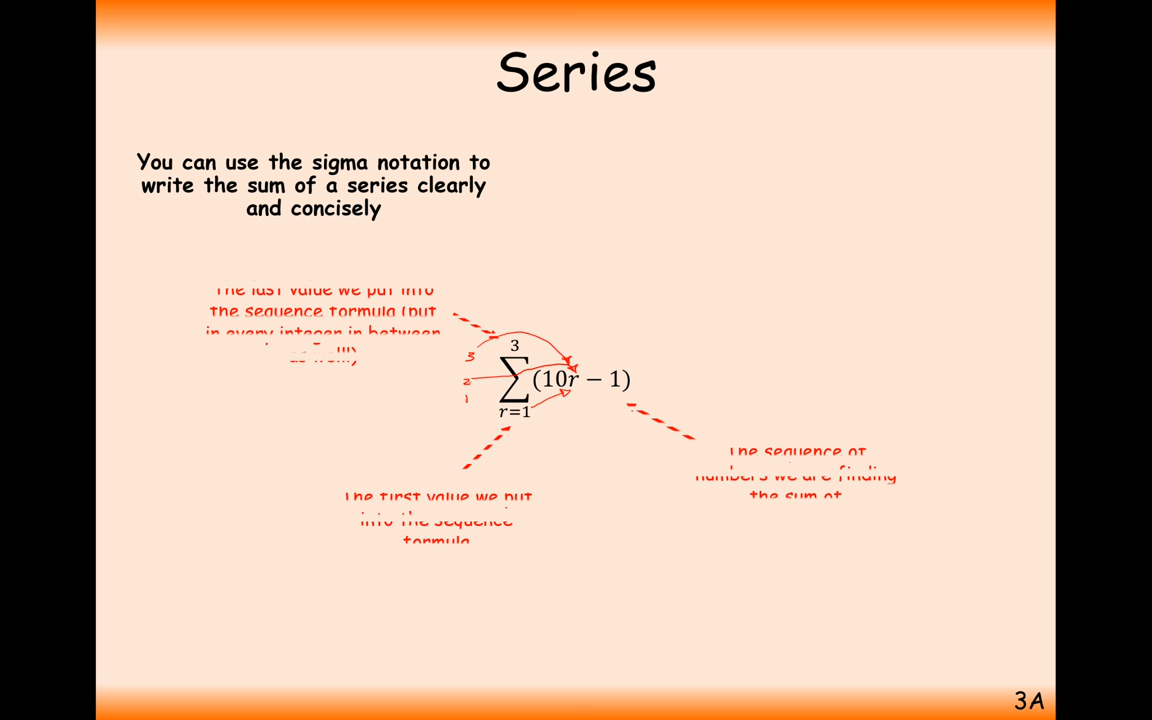 Series
You can use the sigma notation to
write the sum of a series clearly
and concisely
The last value we put into
the sequence formula (put
in every integer in between
as well!)
3
3
∑(10r − 1)
2
1
r=1
The sequence of
numbers we are finding
the sum of
The first value we put
into the sequence
formula
3A